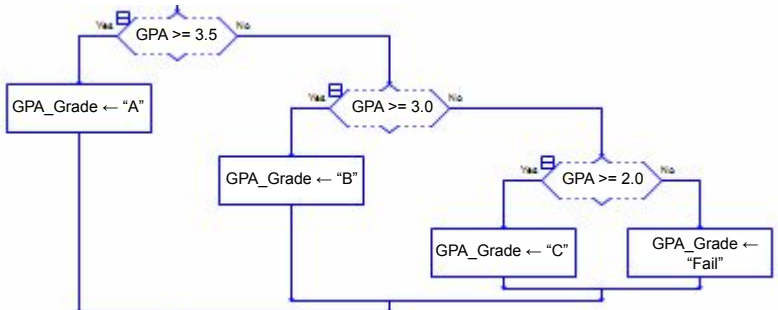 Yes
GPA >= 3.5
No
GPA_Grade ← “A”
Yes
GPA >= 3.0
No
GPA_Grade ← “B”
Yes
GPA >= 2.0
No
GPA_Grade ← “C”
GPA_Grade ←
“Fail”